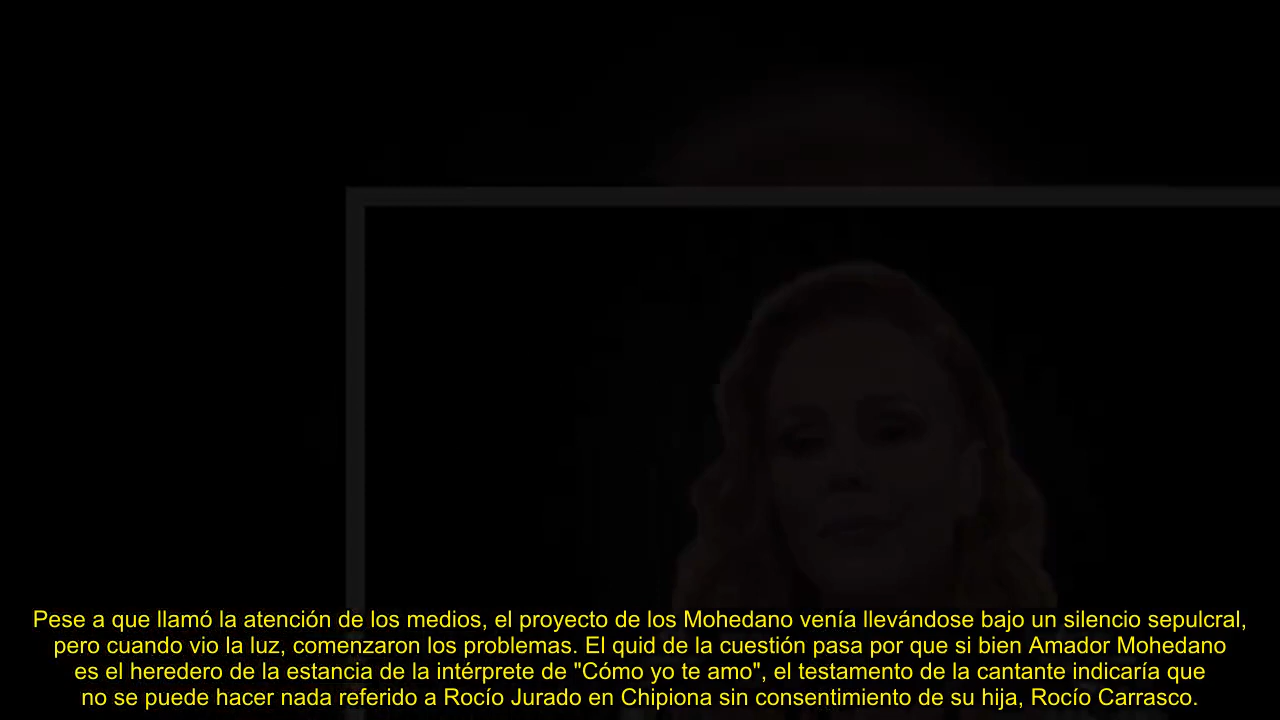 Pese a que llamó la atención de los medios, el proyecto de los Mohedano venía llevándose bajo un silencio sepulcral,
pero cuando vio la luz, comenzaron los problemas. El quid de la cuestión pasa por que si bien Amador Mohedano
es el heredero de la estancia de la intérprete de "Cómo yo te amo", el testamento de la cantante indicaría que
no se puede hacer nada referido a Rocío Jurado en Chipiona sin consentimiento de su hija, Rocío Carrasco.